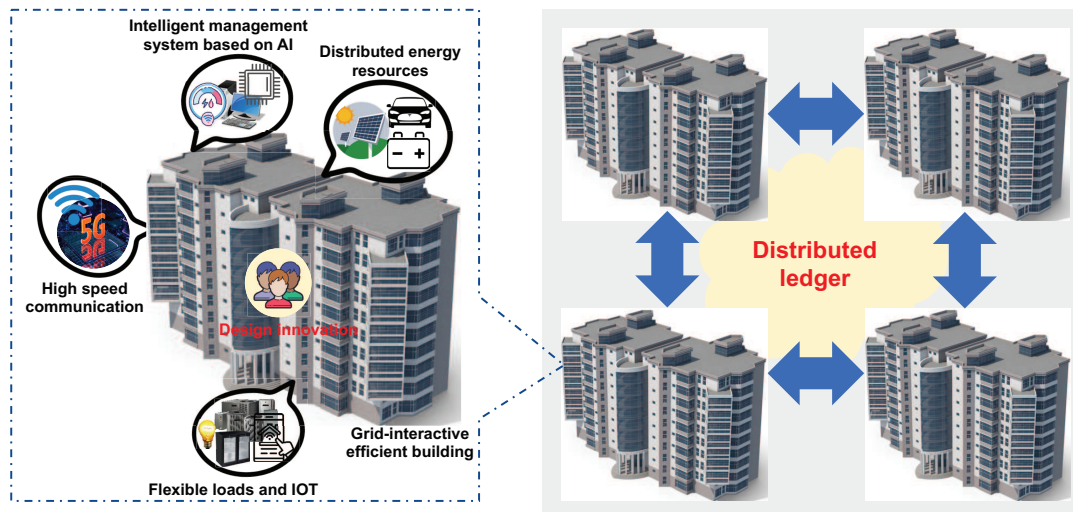 Intelligent management
system based on AI
Distributed energy
resources
5G
High speed
communication
Design innovation
Grid-interactive
efficient building
Flexible loads and IOT
Distributed
ledger